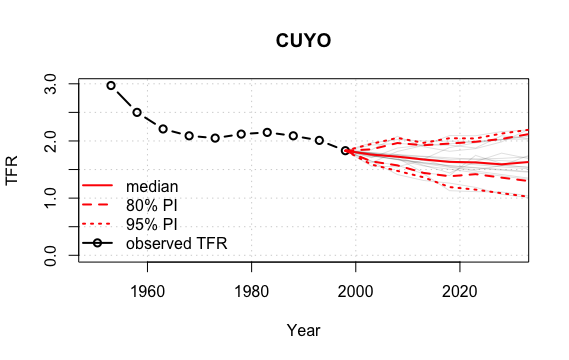 CUYO
3.0
2.0
1.0
0.0
TFR
median
80% PI
95% PI
observed TFR
1960 1980 2000 2020
Year